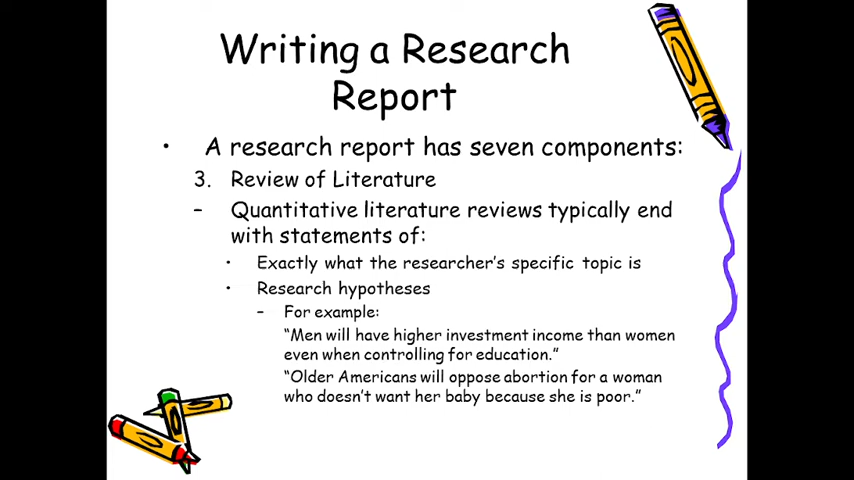 Writing a Research
Report
• A research report has seven components:
3. Review of Literature
– Quantitative literature reviews typically end
with statements of:
• Exactly what the researcher's specific topic is
• Research hypotheses
– For example:
“Men will have higher investment income than women
even when controlling for education.”
“Older Americans will oppose abortion for a woman
who doesn't want her baby because she is poor.”